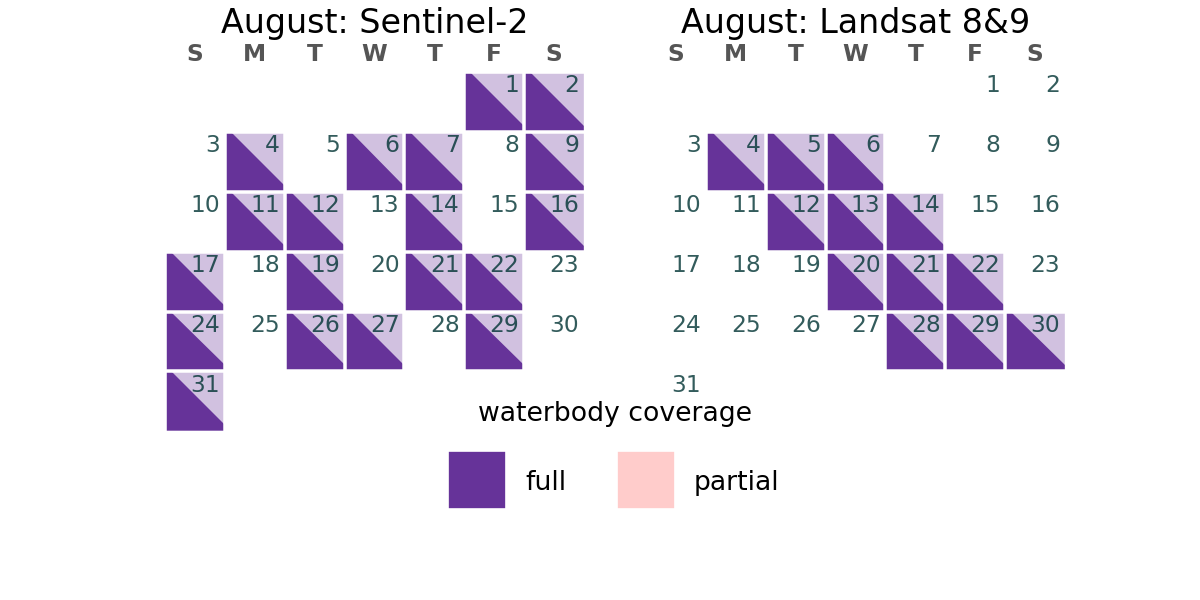 August: Sentinel-2
S M T W T F S
1 2
3 4 5 6 7 8 9
10 11 12 13 14 15 16
17 18 19 20 21 22 23
24 25 26 27 28 29 30
31
August: Landsat 8&9
S M T W T F S
1 2
3 4 5 6 7 8 9
10 11 12 13 14 15 16
17 18 19 20 21 22 23
24 25 26 27 28 29 30
31
waterbody coverage
full partial